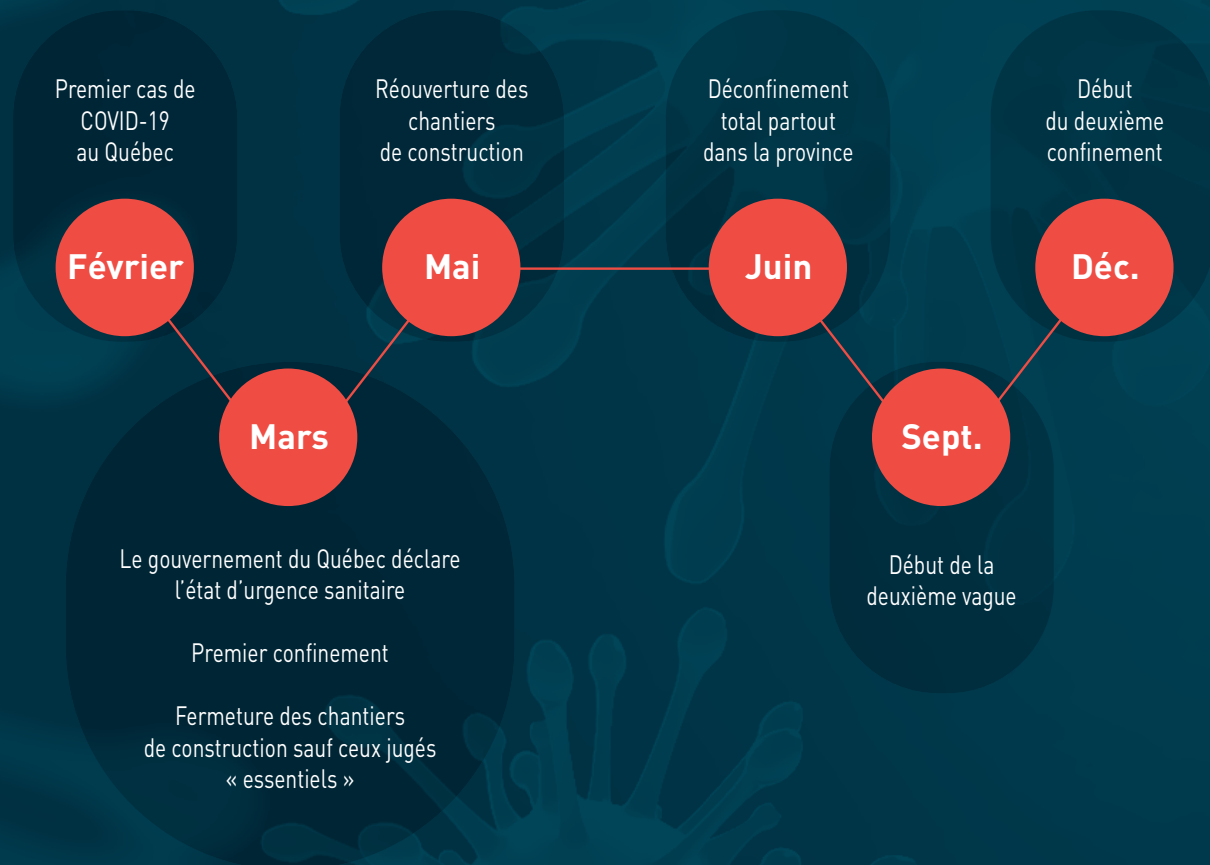 Premier cas de
COVID-19
au Québec
Février
Mars
Le gouvernement du Québec déclare
l'état d'urgence sanitaire
Premier confinement
Fermeture des chantiers
de construction sauf ceux jugés
« essentiels »
Réouverture des
chantiers
de construction
Mai
Déconfinement
total partout
dans la province
Juin
Sept.
Début de la
deuxième vague
Début
du deuxième
confinement
Déc.